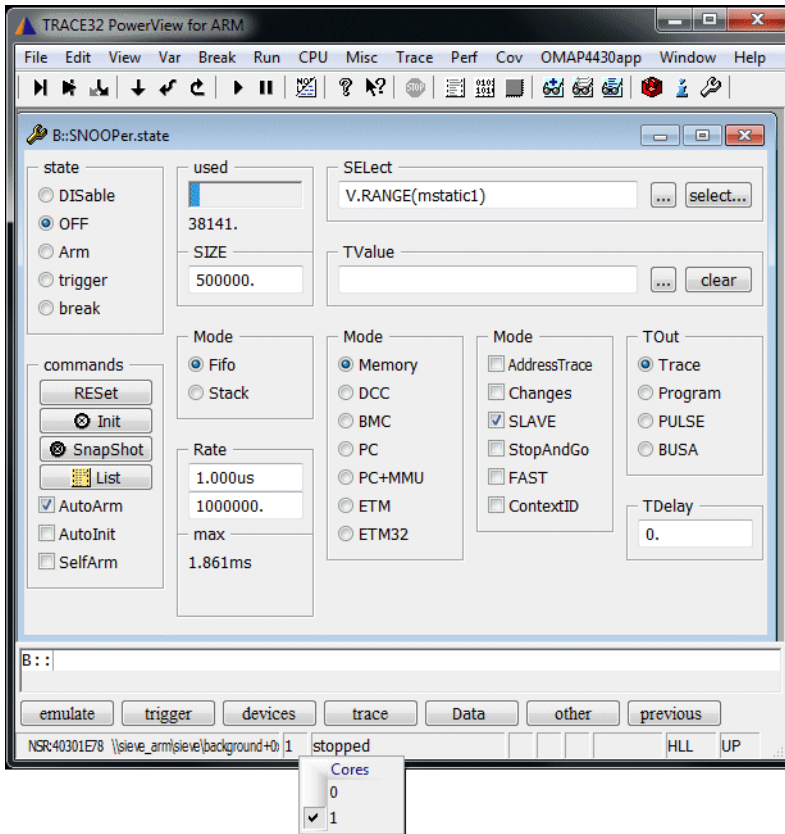 TRACE32 PowerView for ARM
File Edit View Var Break Run CPU Misc Trace Perf Cov OMAP4430app Window Help
B::SNOOPer.state
state
DISable
OFF
Arm
trigger
break
used
38141.
SIZE
500000.
SELect
V.RANGE(mstatic1)
... select...
TValue
... clear
commands
RESet
Init
SnapShot
List
AutoArm
AutoInit
SelfArm
Mode
Fifo
Stack
Rate
1.000us
1000000.
max
1.861ms
Mode
Memory
DCC
BMC
PC
PC+MMU
ETM
ETM32
Mode
AddressTrace
Changes
SLAVE
StopAndGo
FAST
ContextID
TOut
Trace
Program
PULSE
BUSA
TDelay
0.
B::
emulate trigger devices trace Data other previous
NSR:40301E78 \\sieve_arm\sieve\background+0x 1 stopped HLL UP
Cores
0
1